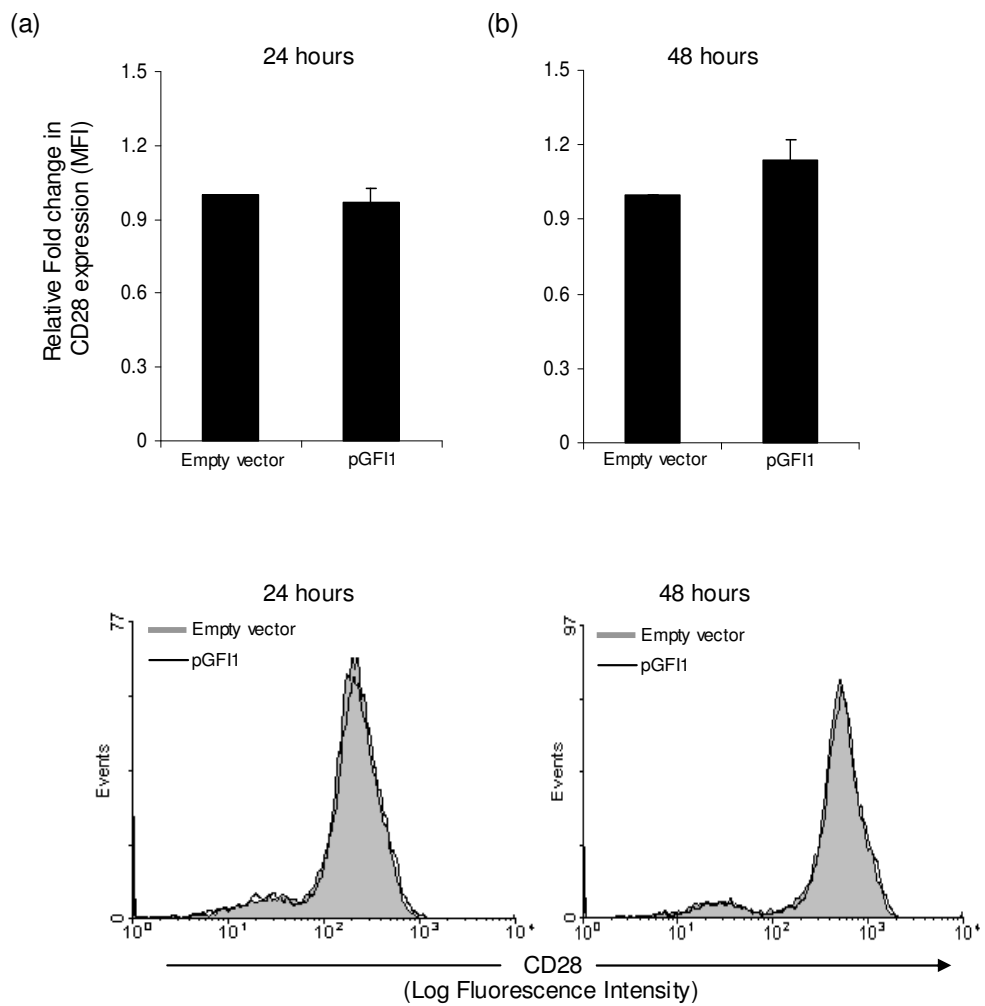 (a)
(b)
24 hours
48 hours
Relative Fold change in
CD28 expression (MFI)
1.5
1.2
0.9
0.6
0.3
0
Empty vector
pGFI1
1.5
1.2
0.9
0.6
0.3
0
Empty vector
pGFI1
24 hours
77
Empty vector
pGFI1
Events
0
10⁰
10¹
10²
10³
10⁴
48 hours
97
Empty vector
pGFI1
Events
0
10⁰
10¹
10²
10³
10⁴
CD28
(Log Fluorescence Intensity)